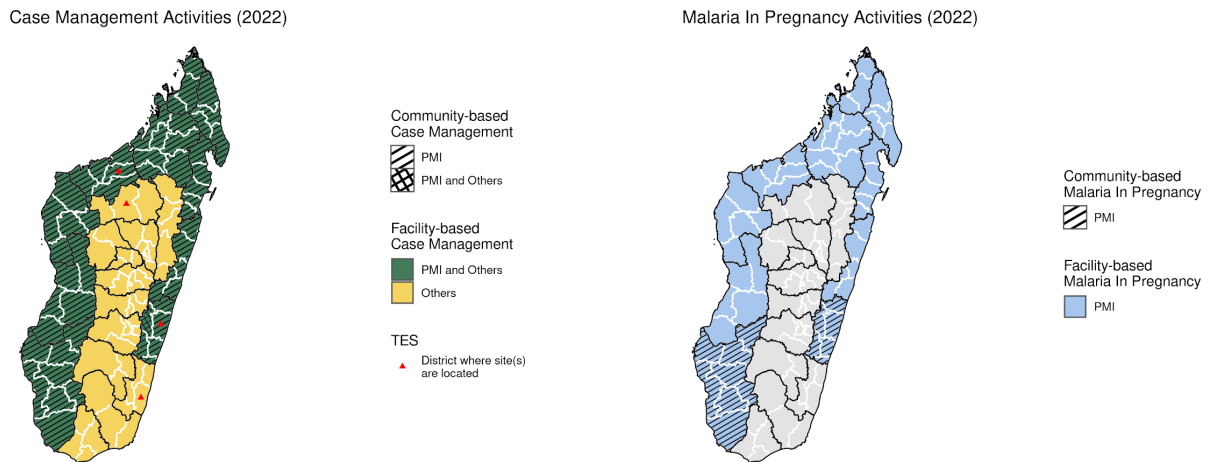 Case Management Activities (2022)
Community-based
Case Management
PMI
PMI and Others
Facility-based
Case Management
PMI and Others
Others
TES
District where site(s)
are located
Malaria In Pregnancy Activities (2022)
Community-based
Malaria In Pregnancy
PMI
Facility-based
Malaria In Pregnancy
PMI